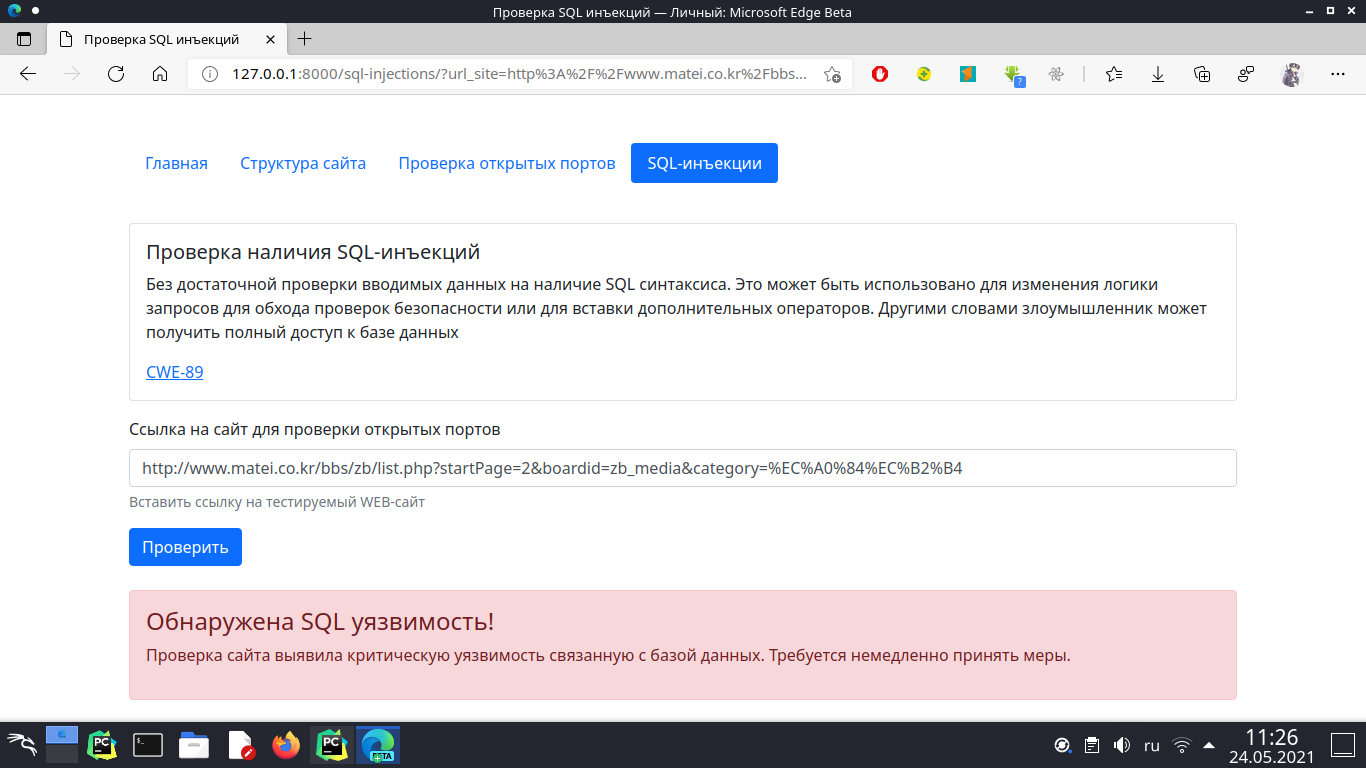 Проверка SQL инъекций — Личный: Microsoft Edge Beta
Проверка SQL инъекций
127.0.0.1:8000/sql-injections/?url_site=http%3A%2F%2Fwww.matei.co.kr%2Fbbs...
Главная Структура сайта Проверка открытых портов SQL-инъекции
Проверка наличия SQL-инъекций
Без достаточной проверки вводимых данных на наличие SQL синтаксиса. Это может быть использовано для изменения логики
запросов для обхода проверок безопасности или для вставки дополнительных операторов. Другими словами злоумышленник может
получить полный доступ к базе данных
CWE-89
Ссылка на сайт для проверки открытых портов
http://www.matei.co.kr/bbs/zb/list.php?startPage=2&boardid=zb_media&category=%EC%A0%84%EC%B2%B4
Вставить ссылку на тестируемый WEB-сайт
Проверить
Обнаружена SQL уязвимость!
Проверка сайта выявила критическую уязвимость связанную с базой данных. Требуется немедленно принять меры.
PC
$_
PC
BETA
ru
11:26
24.05.2021